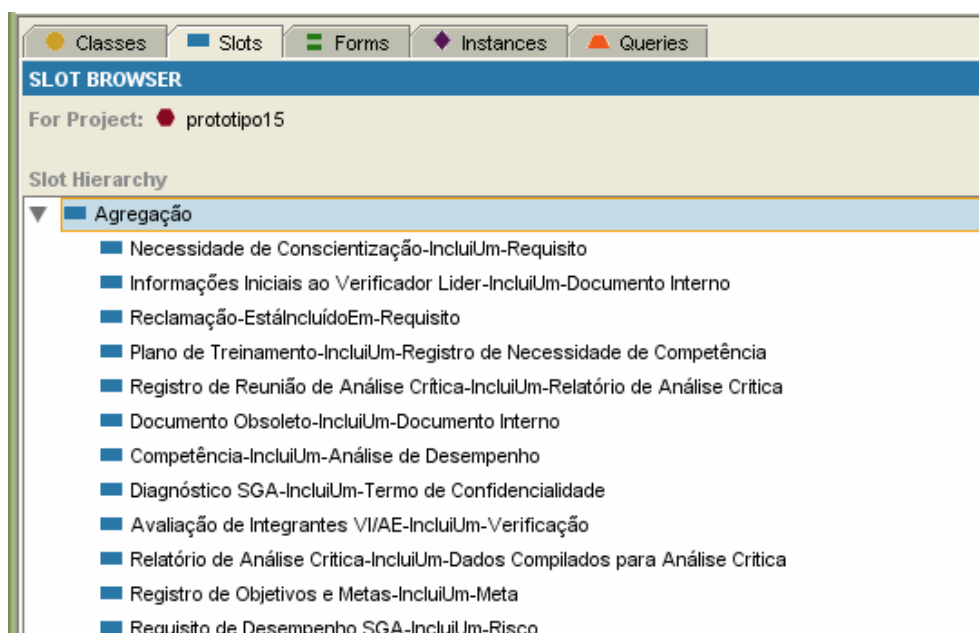 Classes Slots Forms Instances Queries
SLOT BROWSER
For Project: prototipo15
Slot Hierarchy
Agregação
Necessidade de Conscientização-IncluiUm-Requisito
Informações Iniciais ao Verificador Lider-IncluiUm-Documento Interno
Reclamação-EstáIncluídoEm-Requisito
Plano de Treinamento-IncluiUm-Registro de Necessidade de Competência
Registro de Reunião de Análise Crítica-IncluiUm-Relatório de Análise Critica
Documento Obsoleto-IncluiUm-Documento Interno
Competência-IncluiUm-Análise de Desempenho
Diagnóstico SGA-IncluiUm-Termo de Confidencialidade
Avaliação de Integrantes VI/AE-IncluiUm-Verificação
Relatório de Análise Critica-IncluiUm-Dados Compilados para Análise Critica
Registro de Objetivos e Metas-IncluiUm-Meta
Requisito de Desempenho SGA-IncluiUm-Risco